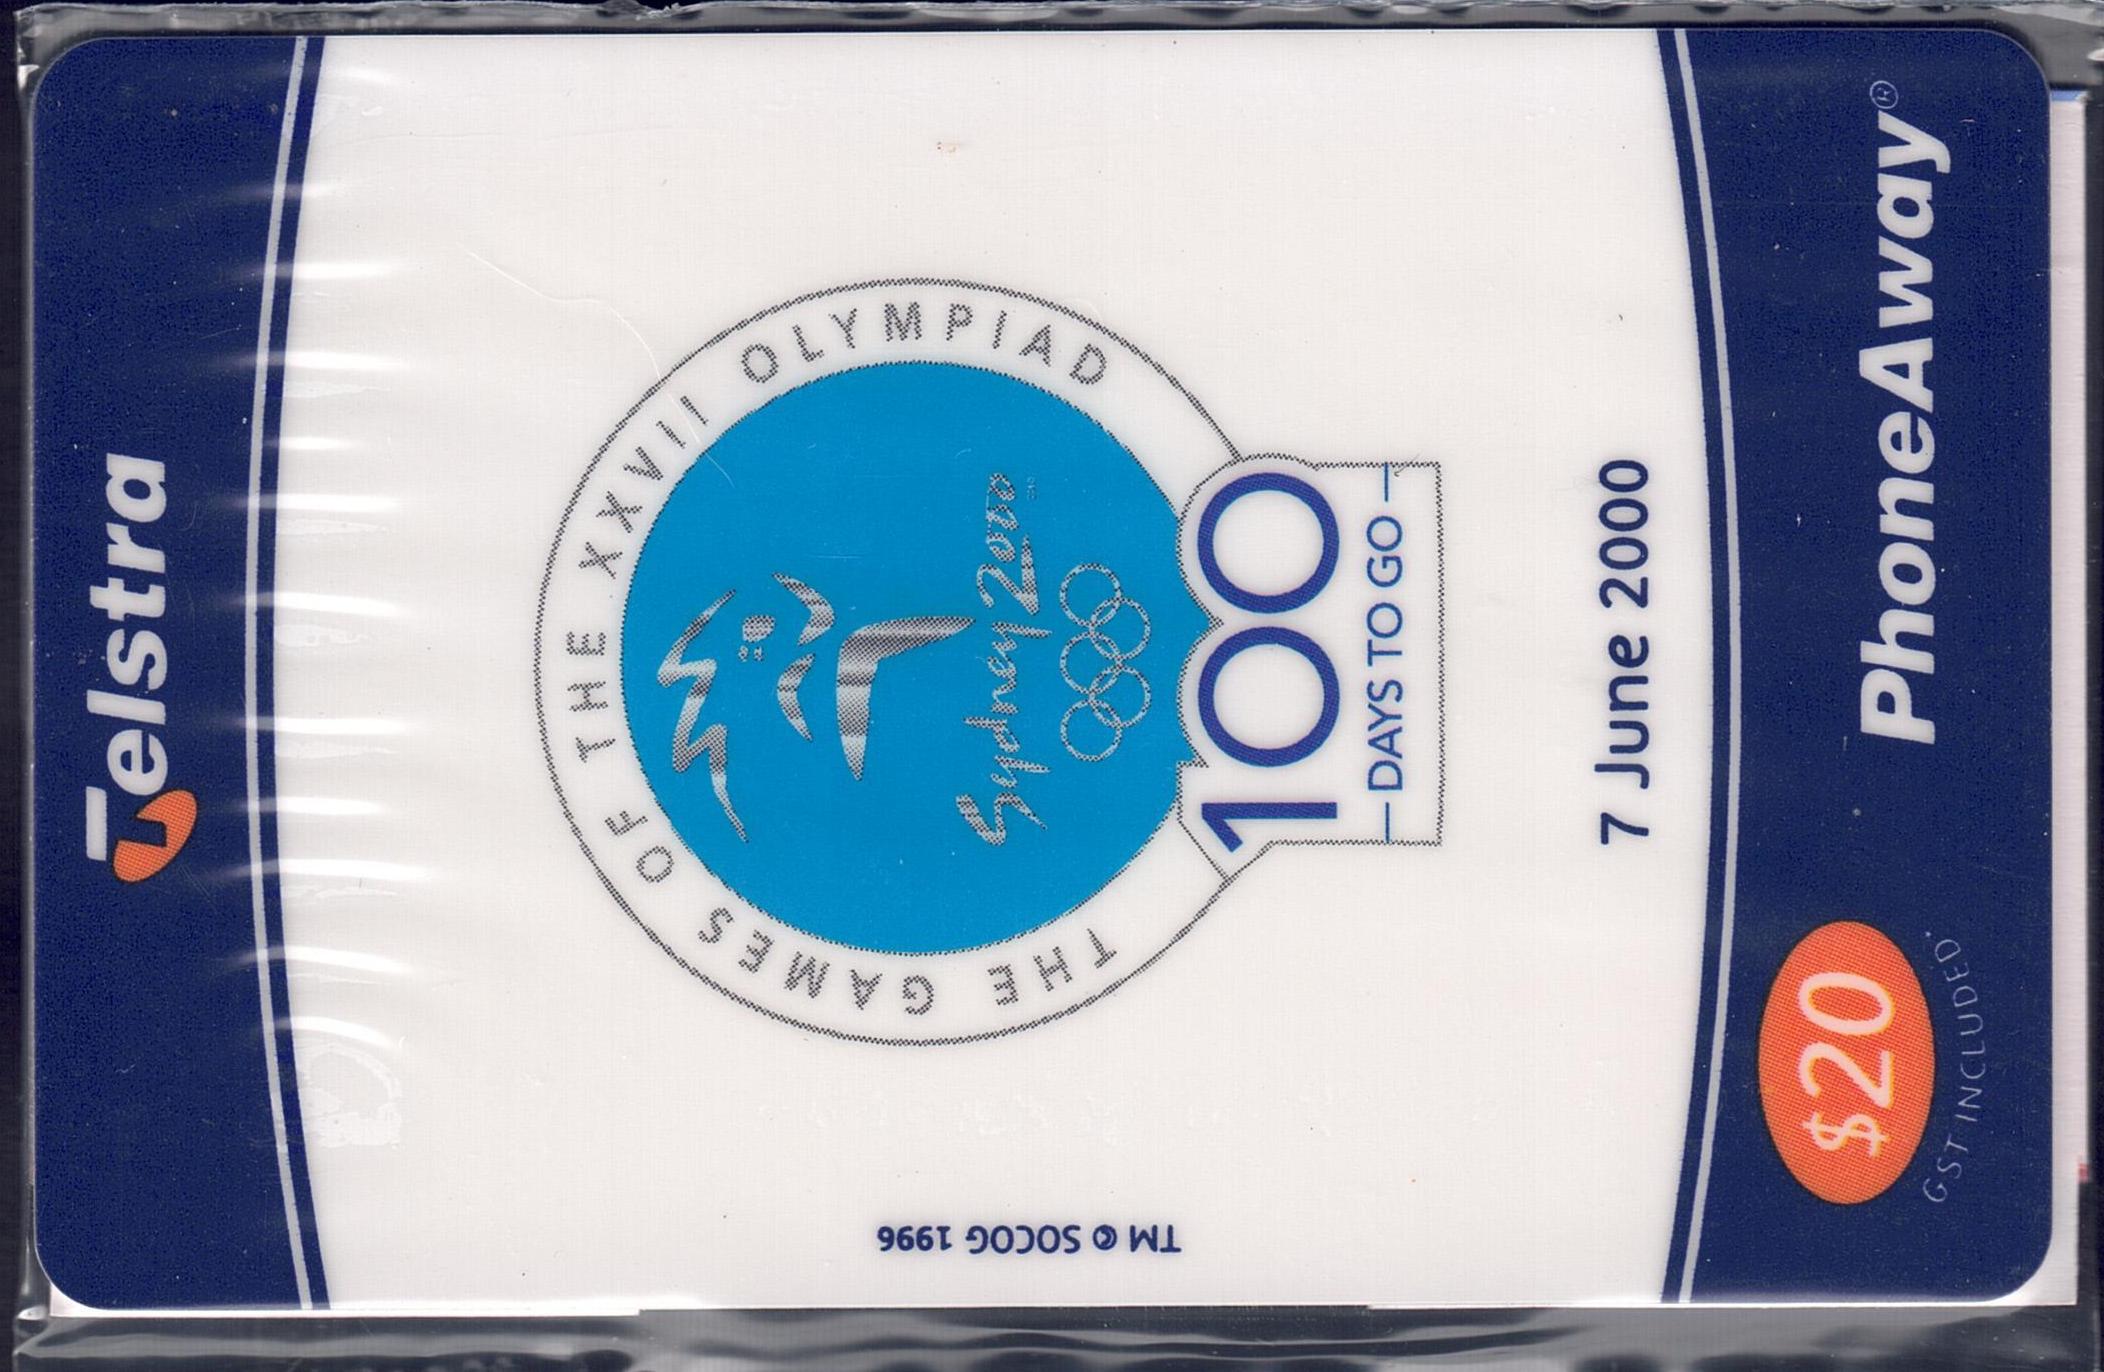 Telstra
THE GAMES OF THE XXVII OLYMPIAD
Sydney 2000
100
DAYS TO GO
7 June 2000
PhoneAway®
$20
GST INCLUDED*
TM © SOCOG 1996